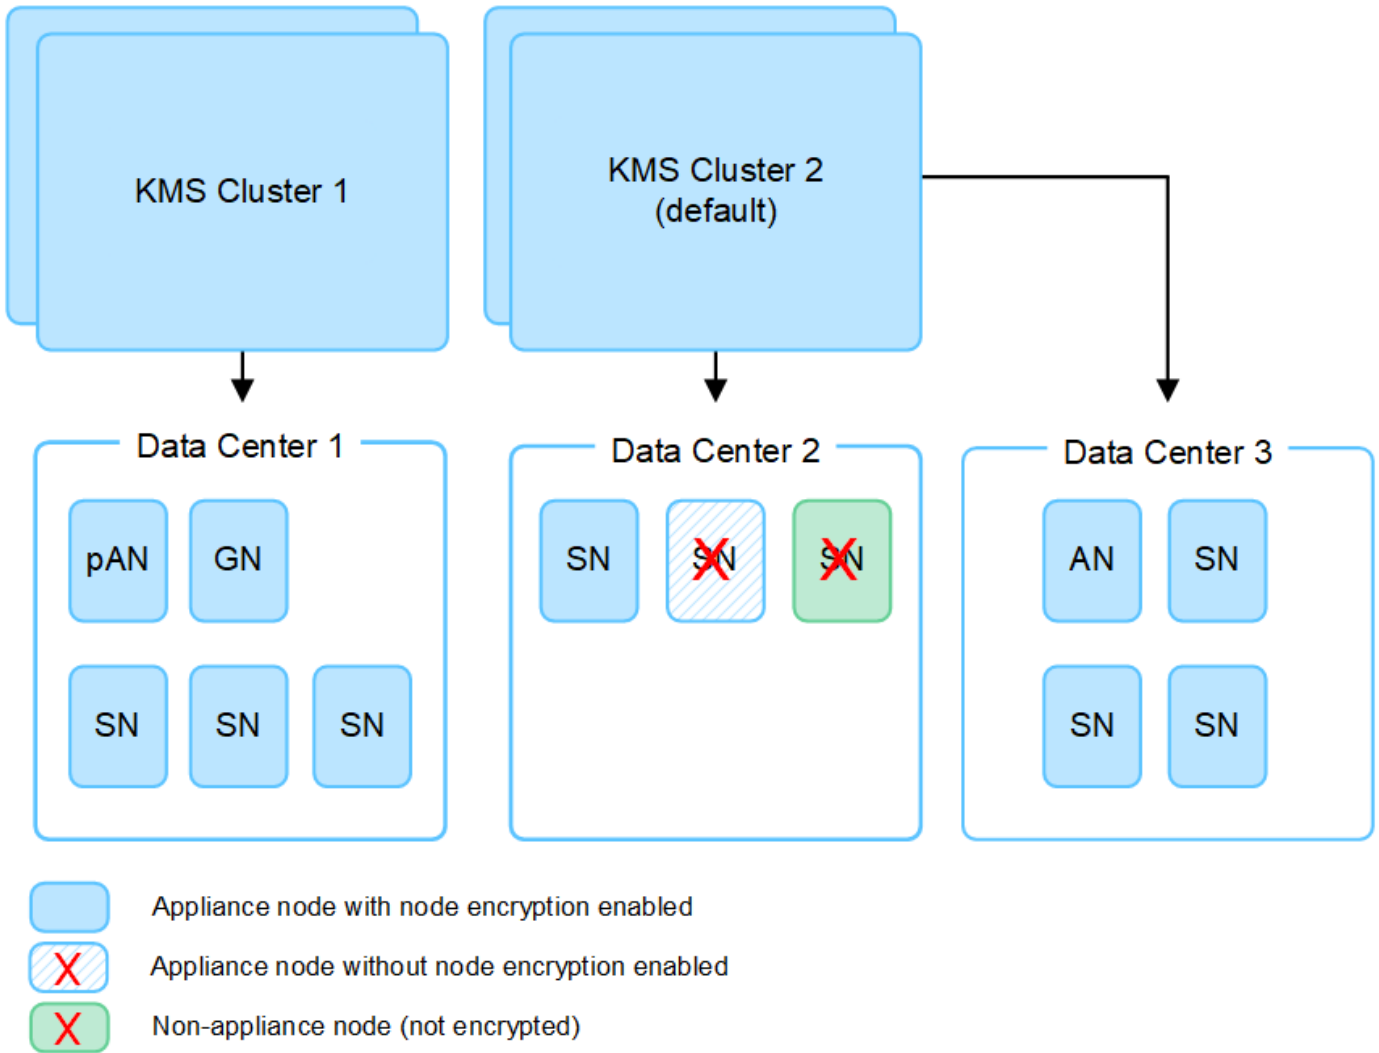 KMS Cluster 1
KMS Cluster 2
(default)
Data Center 1
Data Center 2
Data Center 3
pAN
GN
SN
SN
SN
SN
SN
SN
AN
SN
SN
SN
X Appliance node with node encryption enabled
X Appliance node without node encryption enabled
X Non-appliance node (not encrypted)